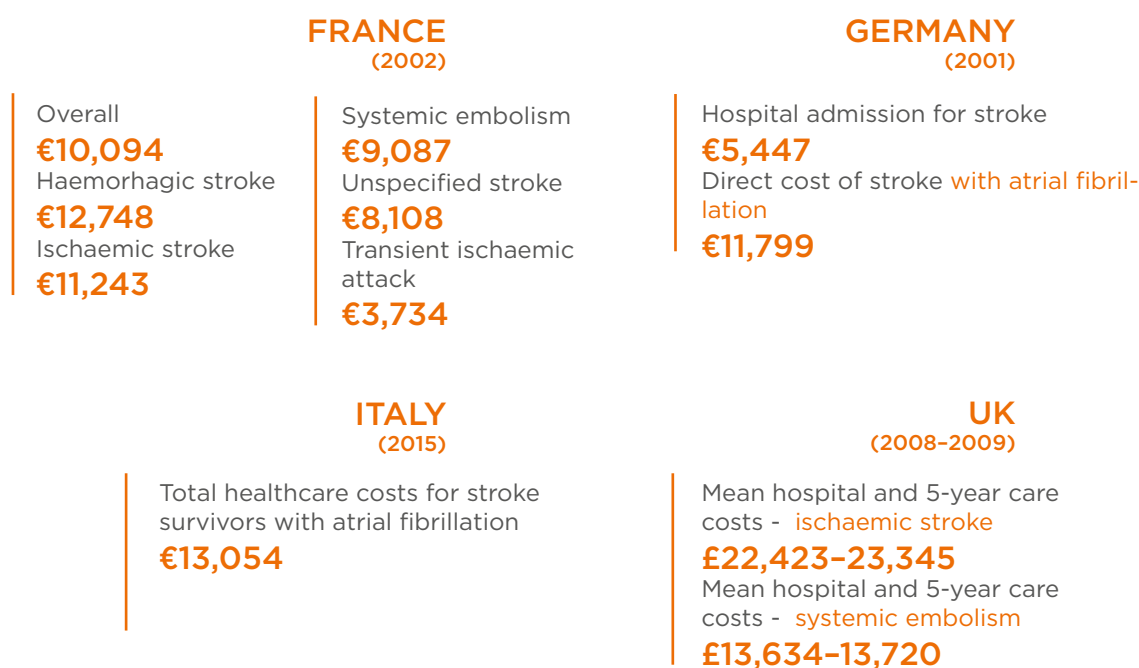 FRANCE
(2002)
Overall
€10,094
Haemorhagic stroke
€12,748
Ischaemic stroke
€11,243
Systemic embolism
€9,087
Unspecified stroke
€8,108
Transient ischaemic
attack
€3,734
GERMANY
(2001)
Hospital admission for stroke
€5,447
Direct cost of stroke with atrial fibril-
lation
€11,799
ITALY
(2015)
Total healthcare costs for stroke
survivors with atrial fibrillation
€13,054
UK
(2008–2009)
Mean hospital and 5-year care
costs - ischaemic stroke
£22,423–23,345
Mean hospital and 5-year care
costs - systemic embolism
£13,634–13,720